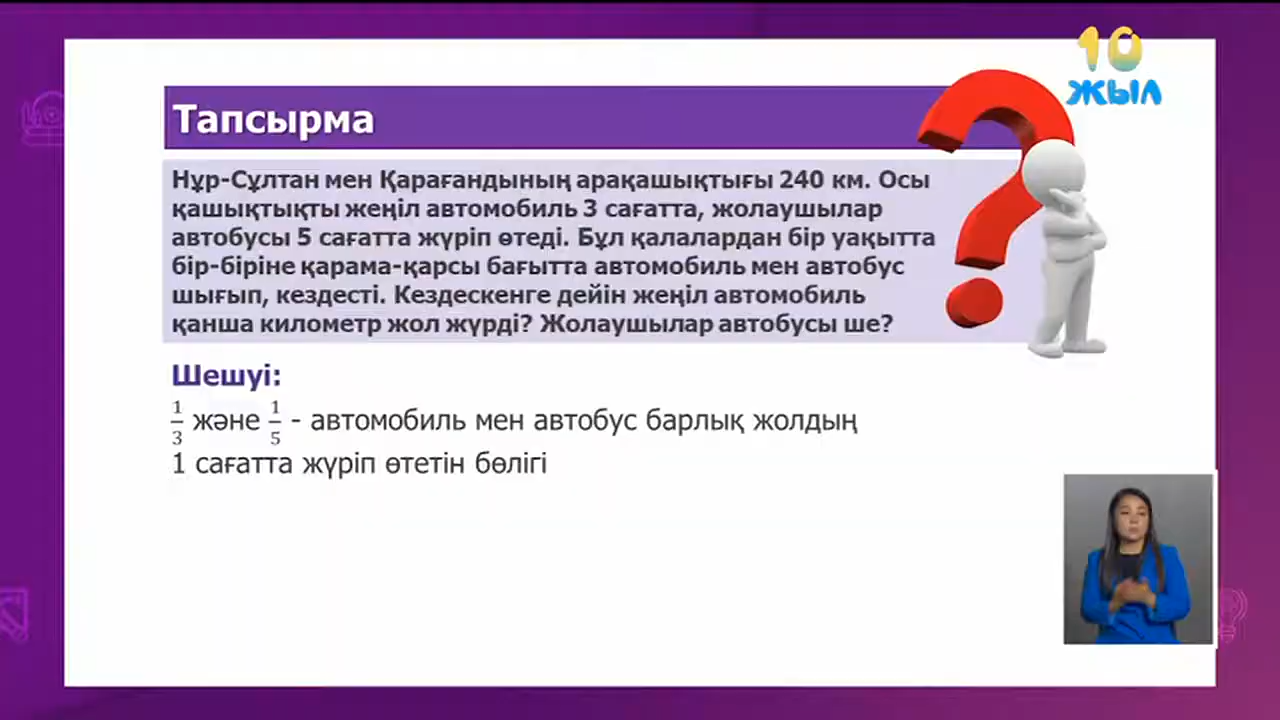 10
ЖЫЛ
Тапсырма
Нұр-Сұлтан мен Қарағандының арақашықтығы 240 км. Осы
қашықтықты жеңіл автомобиль 3 сағатта, жолаушылар
автобусы 5 сағатта жүріп өтеді. Бұл қалалардан бір уақытта
бір-біріне қарама-қарсы бағытта автомобиль мен автобус
шығып, кездесті. Кездескенге дейін жеңіл автомобиль
қанша километр жол жүрді? Жолаушылар автобусы ше?
Шешуі:
1/3 және 1/5 - автомобиль мен автобус барлық жолдың
1 сағатта жүріп өтетін бөлігі